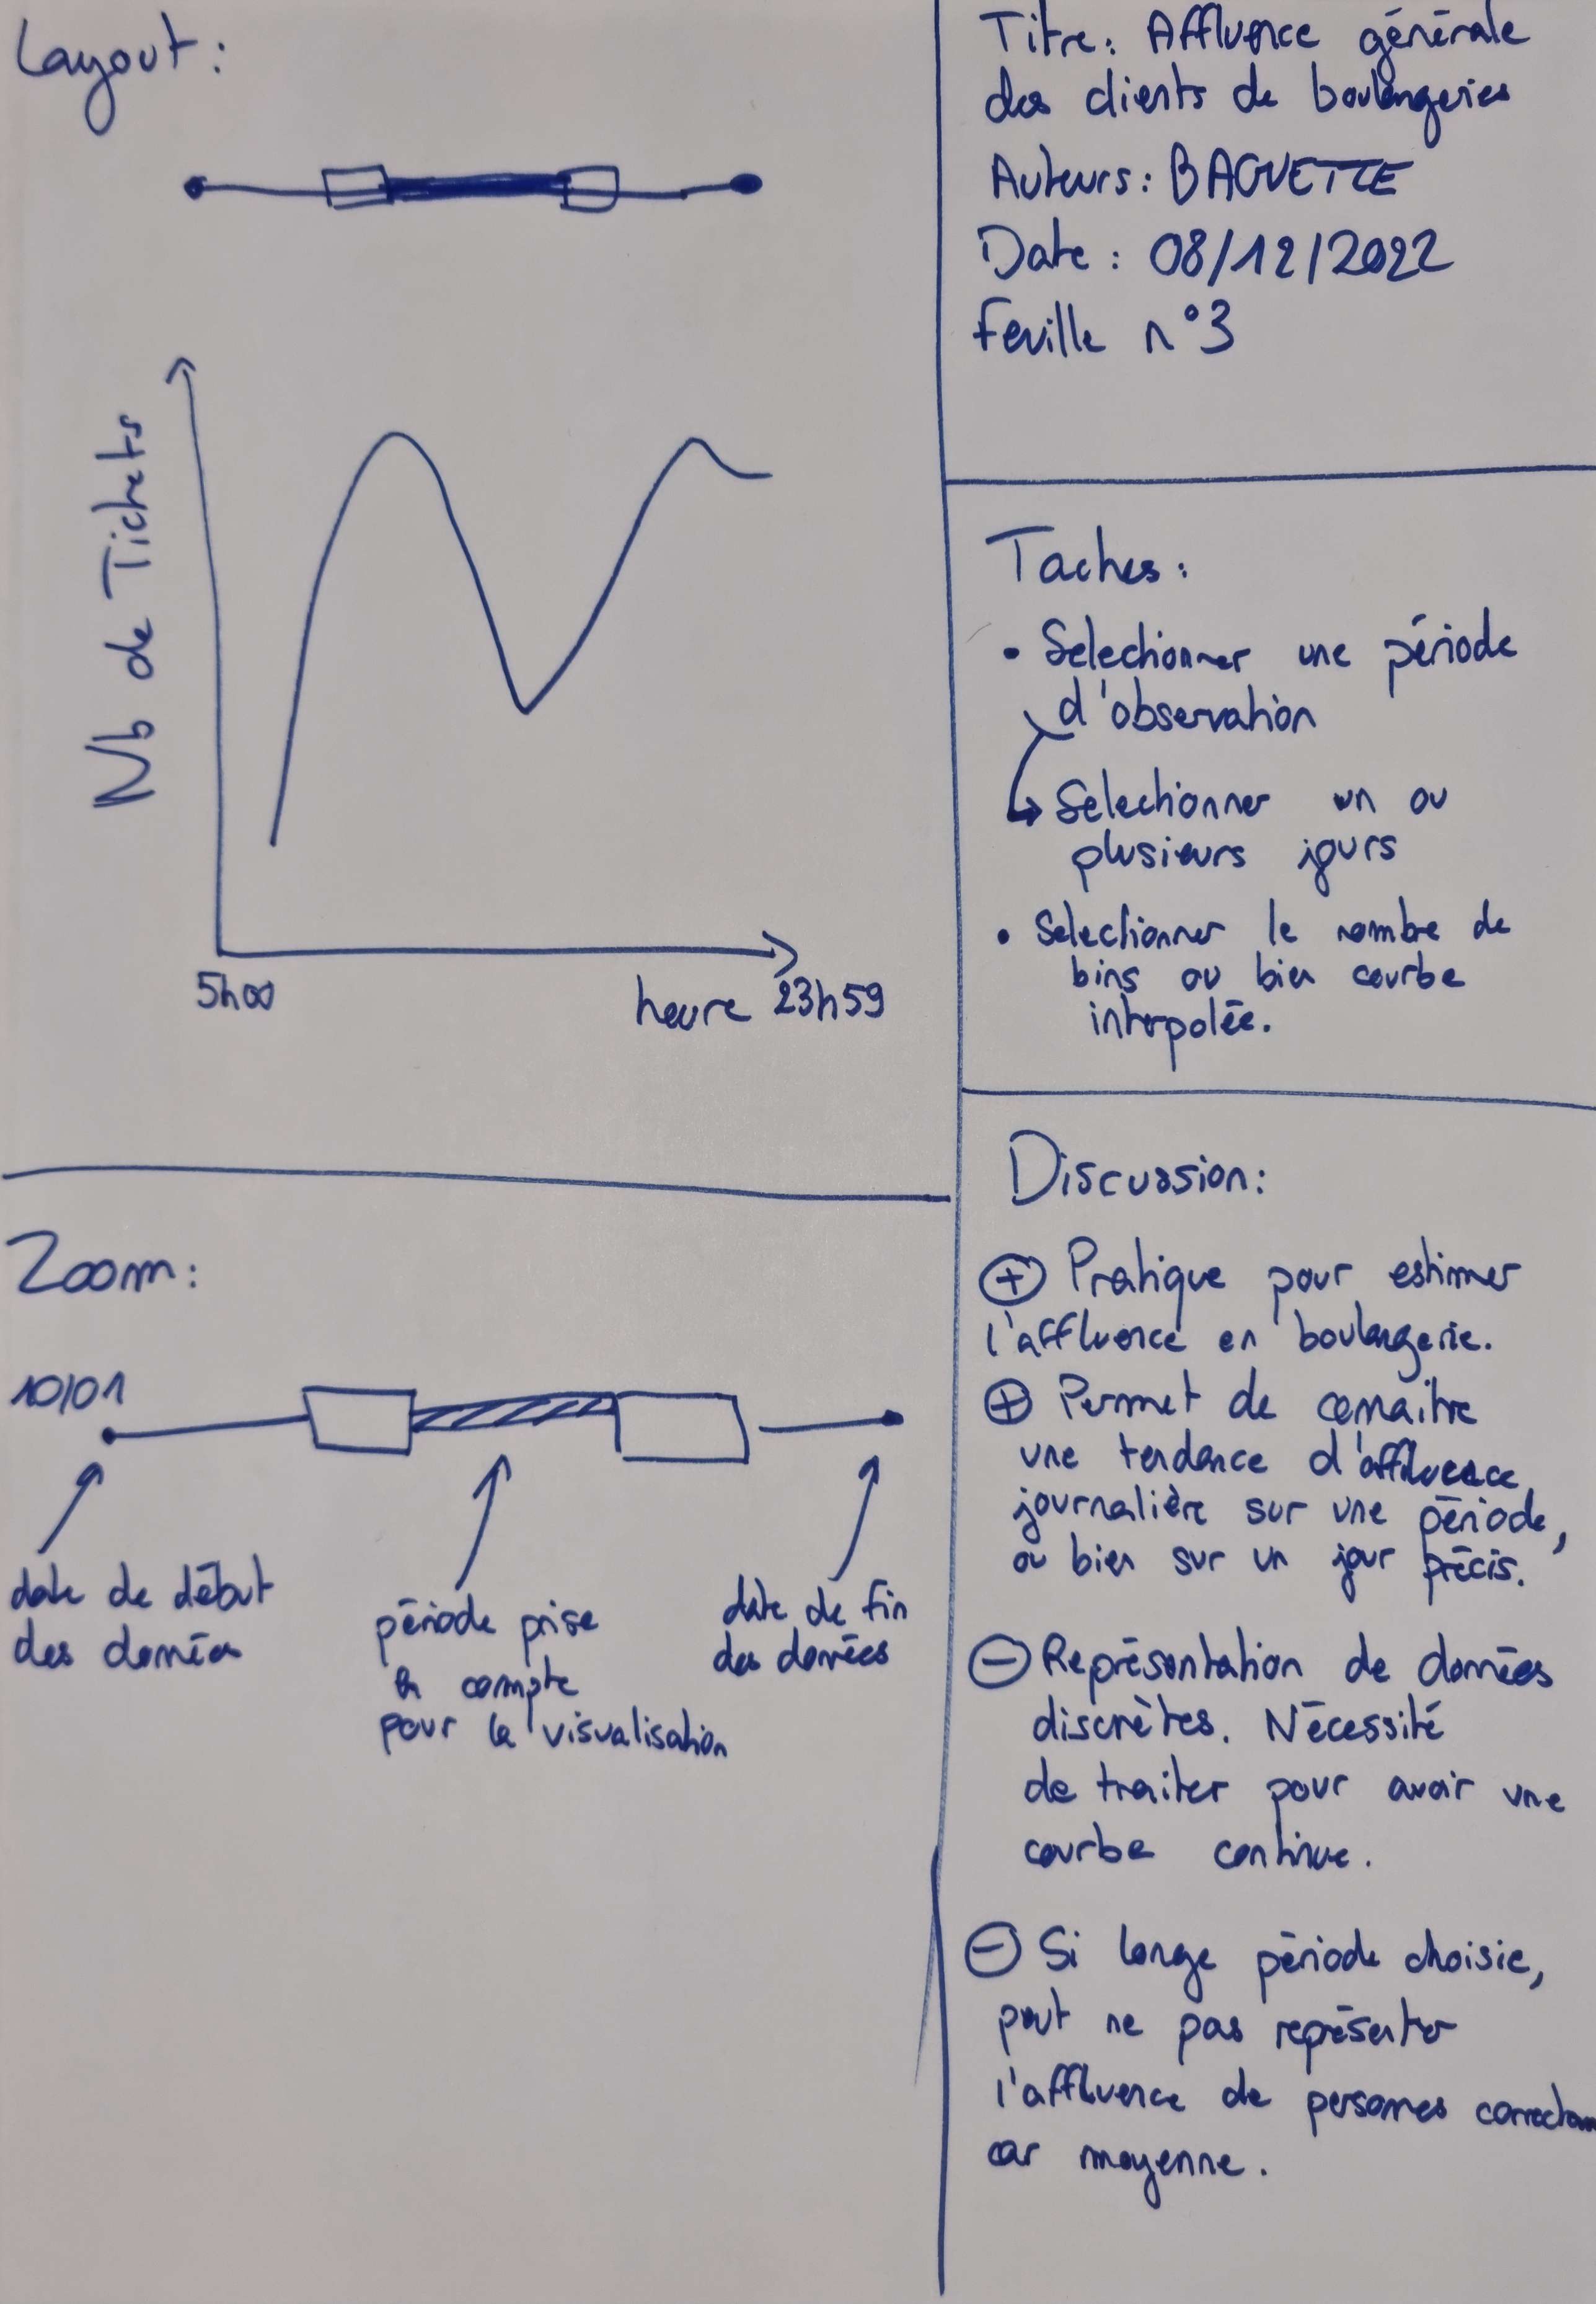 Layout :
Nb de Tickets
5h00
heure 23h59
Zoom :
10/01
date de début
des données
période prise
en compte
pour la visualisation
date de fin
des données
Titre : Affluence générale
des clients de boulangeries
Auteurs : BAGUETTE
Date : 08/12/2022
Feuille n°3
Taches :
• Selectionner une période
d'observation
Selectionner un ou
plusieurs jours
• Selectionner le nombre de
bins ou bien courbe
interpolée.
Discussion :
+ Pratique pour estimer
l'affluence en boulangerie.
+ Permet de connaitre
une tendance d'affluence
journalière sur une période,
ou bien sur un jour précis.
- Représentation de données
discrètes. Nécessité
de traiter pour avoir une
courbe continue.
- Si longe période choisie,
peut ne pas représenter
l'affluence de personnes
car moyenne.